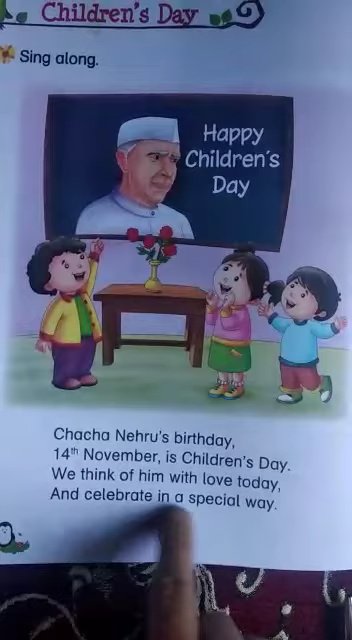 Children's Day
Sing along.
Happy
Children's
Day
Chacha Nehru's birthday,
14th November, is Children's Day.
We think of him with love today,
And celebrate in a special way.